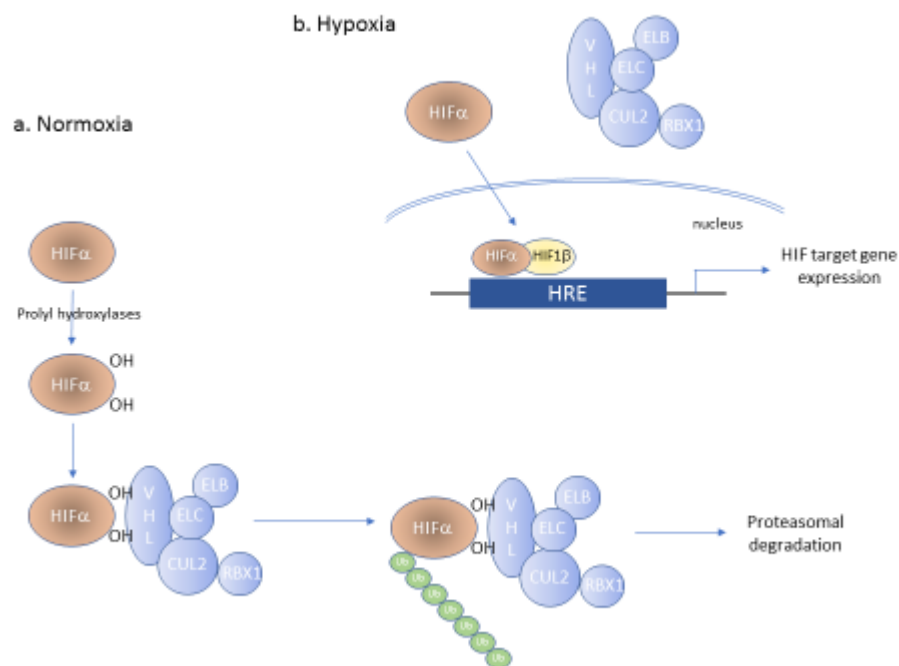 b. Hypoxia
V
H
L
ELB
ELC
CUL2
RBX1
HIFα
a. Normoxia
nucleus
HIFα
HIF1β
HRE
HIF target gene
expression
HIFα
Prolyl hydroxylases
HIFα
OH
OH
HIFα
OH
OH
V
H
L
ELB
ELC
CUL2
RBX1
HIFα
OH
OH
V
H
L
ELB
ELC
CUL2
RBX1
Ub
Ub
Ub
Ub
Ub
Ub
Ub
Proteasomal
degradation